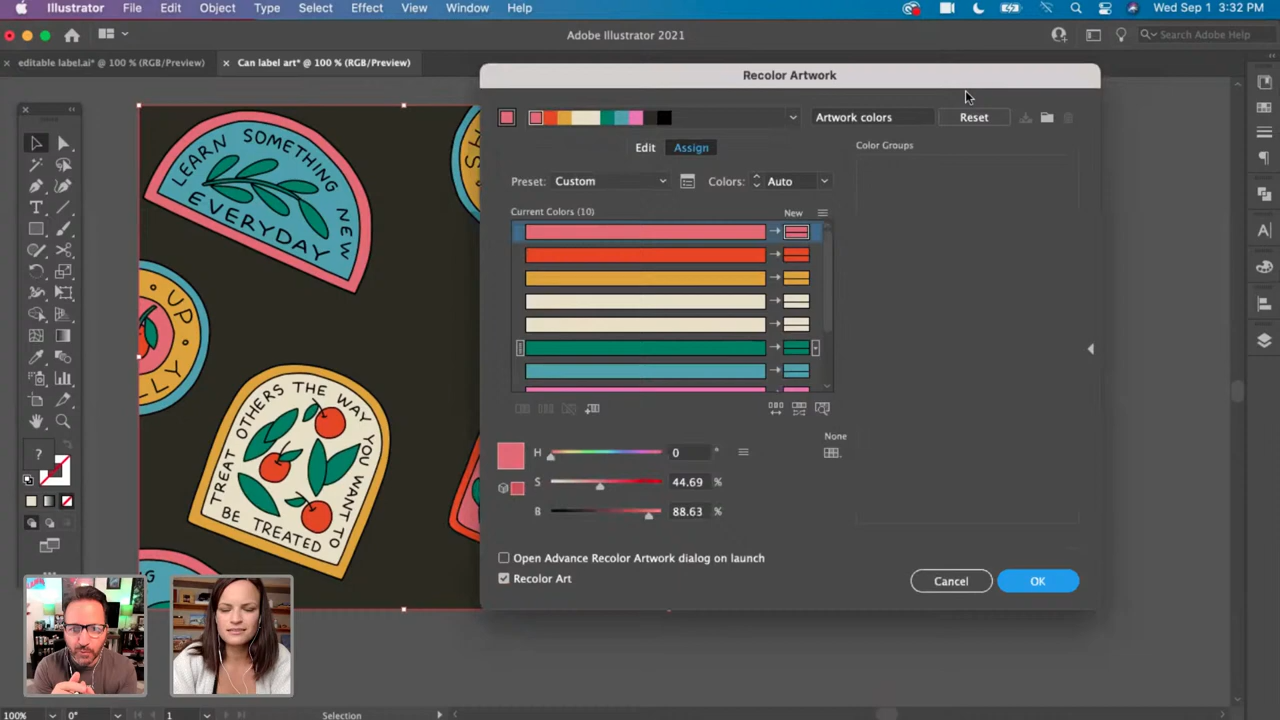 Illustrator File Edit Object Type Select Effect View Window Help
Wed Sep 1 3:32 PM
Adobe Illustrator 2021
Search Adobe Help
× editable label.ai* @ 100 % (RGB/Preview)
× Can label art* @ 100 % (RGB/Preview)
Recolor Artwork
Artwork colors
Reset
Edit
Assign
Color Groups
Preset: Custom
Colors: Auto
Current Colors (10)
New
None
H 0 °
S 44.69 %
B 88.63 %
Open Advance Recolor Artwork dialog on launch
Recolor Art
Cancel
OK
LEARN SOMETHING NEW
EVERYDAY
UP
LLY
TREAT OTHERS THE WAY YOU WANT TO
BE TREATED
?
100%
0°
1
Selection